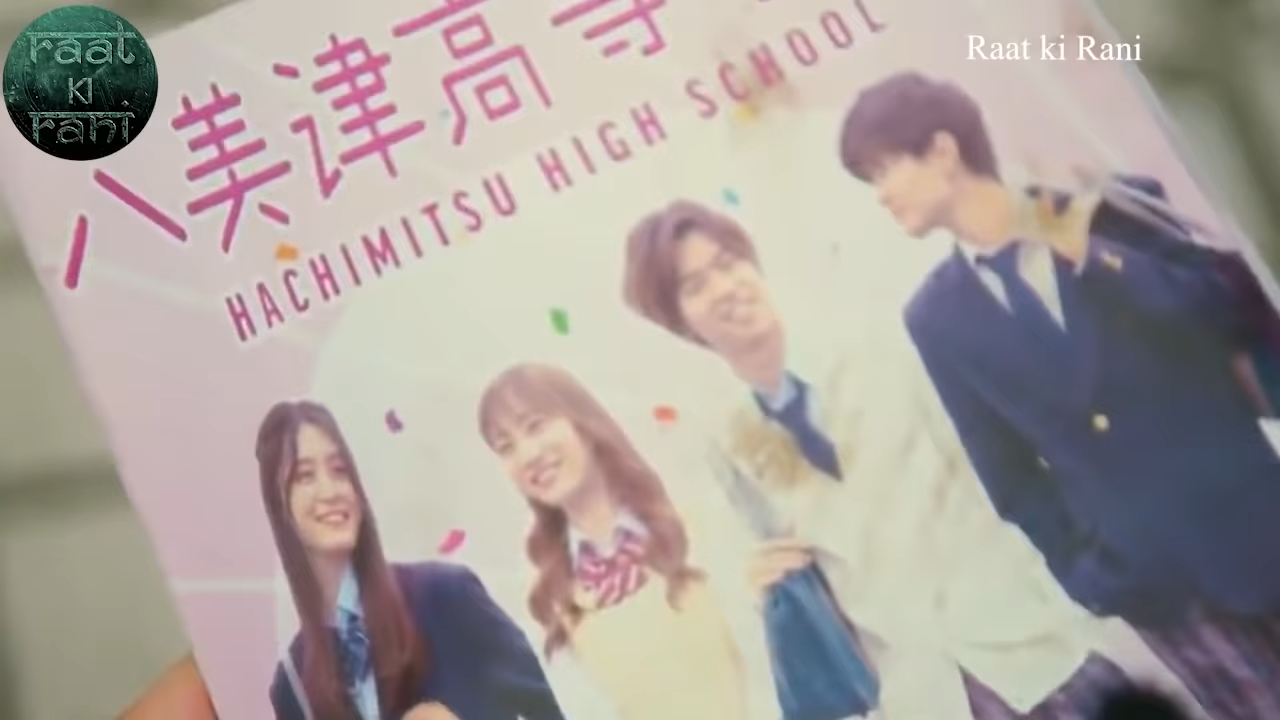 raat
ki
rani
Raat ki Rani
八美津高等
HACHIMITSU HIGH SCHOOL